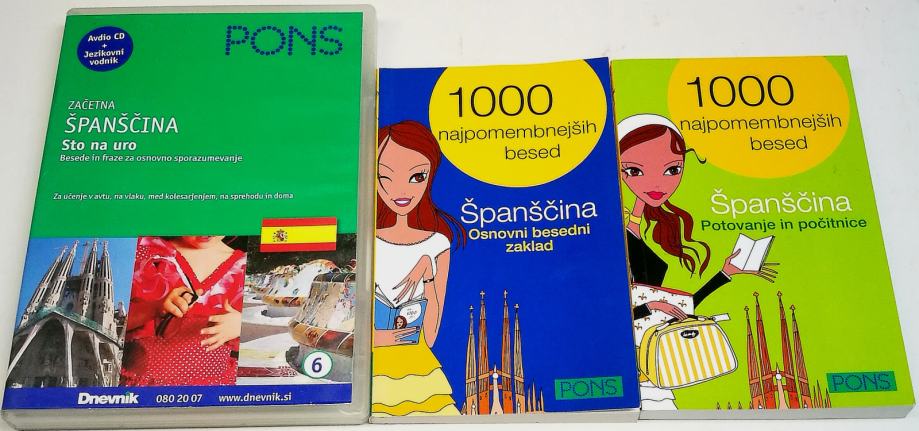 Avdio CD
+
Jezikovni
vodnik
PONS
ZAČETNA
ŠPANŠČINA
Sto na uro
Besede in fraze za osnovno sporazumevanje
Za učenje v avtu, na vlaku, med kolesarjenjem, na sprehodu in doma
6
Dnevnik 080 20 07 www.dnevnik.si
1000
najpomembnejših
besed
Španščina
Osnovni besedni
zaklad
PONS
1000
najpomembnejših
besed
Španščina
Potovanje in počitnice
PONS